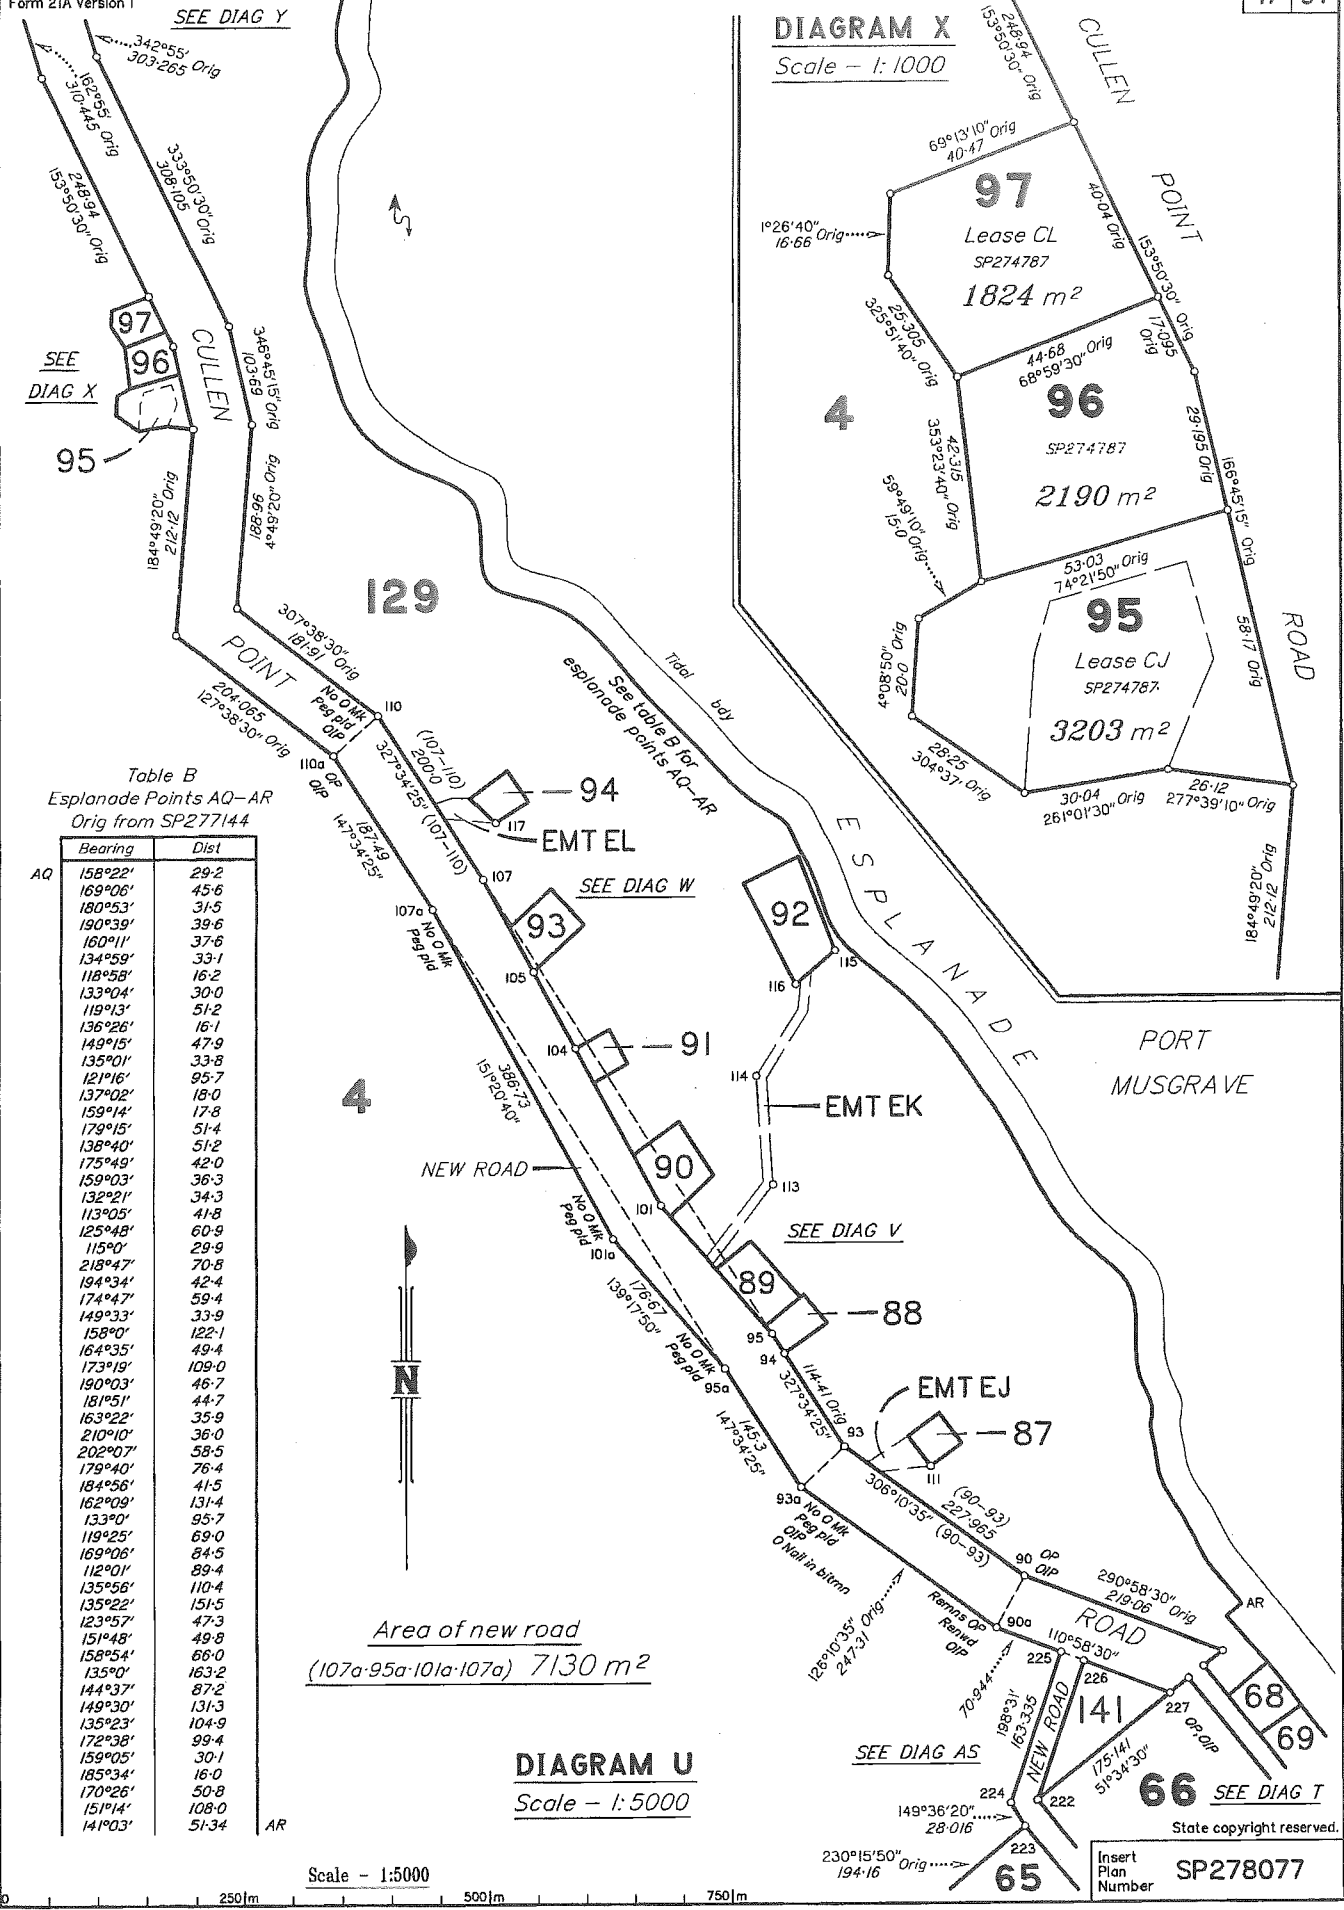 Form 21A Version 1
SEE DIAG Y
342°55'
303·265 Orig
162°55'
310·445 Orig
333°50'30"
308·105 Orig
248·94
153°50'30" Orig
97
96
SEE
DIAG X
95
CULLEN
346°45'15"
103·69 Orig
188·96
4°49'20" Orig
184°49'20" Orig
212·12
129
307°38'30"
181·91 Orig
POINT
204·065
127°38'30" Orig
No O Mk
Peg pld
OIP
110
110a
OP
OIP
(107-110)
200·0
327°34'25" (107-110)
187·49
147°34'25"
94
117
EMT EL
107
SEE DIAG W
107a
No O Mk
Peg pld
93
105
92
115
116
104
91
114
EMT EK
4
386·73
151°20'40"
NEW ROAD
90
101
113
No O Mk
Peg pld
101a
SEE DIAG V
176·67
139°17'50"
89
88
95
94
No O Mk
Peg pld
95a
114·41 Orig
327°34'25"
EMT EJ
93
87
111
145·3
147°34'25"
93a
No O Mk
Peg pld
OIP
O Nail in bitmn
(90-93)
227·965
306°10'35" (90-93)
90 OP
OIP
290°58'30"
219·06 Orig
ROAD
AR
126°10'35" Orig
247·31
Remns OP
Renwd
OIP
90a
110°58'30"
70·944
225
226
198°31'
163·335
NEW ROAD
141
227
OP,OIP
68
69
175·141
51°34'30"
SEE DIAG AS
224
222
66
SEE DIAG T
149°36'20"
28·016
223
230°15'50" Orig
194·16
65
See table B for
esplanade points AQ-AR
Tidal bdy
ESPLANADE
PORT
MUSGRAVE
N
Table B
Esplanade Points AQ-AR
Orig from SP277144
Bearing Dist
AQ 158°22' 29·2
169°06' 45·6
180°53' 31·5
190°39' 39·6
160°11' 37·6
134°59' 33·1
118°58' 16·2
133°04' 30·0
119°13' 51·2
136°26' 16·1
149°15' 47·9
135°01' 33·8
121°16' 95·7
137°02' 18·0
159°14' 17·8
179°15' 51·4
138°40' 51·2
175°49' 42·0
159°03' 36·3
132°21' 34·3
113°05' 41·8
125°48' 60·9
115°0' 29·9
218°47' 70·8
194°34' 42·4
174°47' 59·4
149°33' 33·9
158°0' 122·1
164°35' 49·4
173°19' 109·0
190°03' 46·7
181°51' 44·7
163°22' 35·9
210°10' 36·0
202°07' 58·5
179°40' 76·4
184°56' 41·5
162°09' 131·4
133°0' 95·7
119°25' 69·0
169°06' 84·5
112°01' 89·4
135°56' 110·4
135°22' 151·5
123°57' 47·3
151°48' 49·8
158°54' 66·0
135°0' 163·2
144°37' 87·2
149°30' 131·3
135°23' 104·9
172°38' 99·4
159°05' 30·1
185°34' 16·0
170°26' 50·8
151°14' 108·0
141°03' 51·34 AR
DIAGRAM X
Scale – 1:1000
248·94
153°50'30" Orig
CULLEN
POINT
ROAD
69°13'10" Orig
40·47
97
Lease CL
SP274787
1824 m²
1°26'40" Orig
16·66
40·04 Orig
153°50'30" Orig
25·305
325°51'40" Orig
17·095
Orig
44·68
68°59'30" Orig
4
96
SP274787
2190 m²
42·315
353°23'40" Orig
29·195 Orig
166°45'15" Orig
59°49'10" Orig
15·0
53·03
74°21'50" Orig
95
Lease CJ
SP274787
3203 m²
58·17 Orig
4°08'50" Orig
20·0
28·25
304°37' Orig
30·04
261°01'30" Orig
26·12
277°39'10" Orig
184°49'20" Orig
212·12
Area of new road
(107a·95a·101a·107a) 7130 m²
DIAGRAM U
Scale – 1:5000
Scale - 1:5000
0 250|m 500|m 750|m
State copyright reserved.
Insert
Plan
Number
SP278077